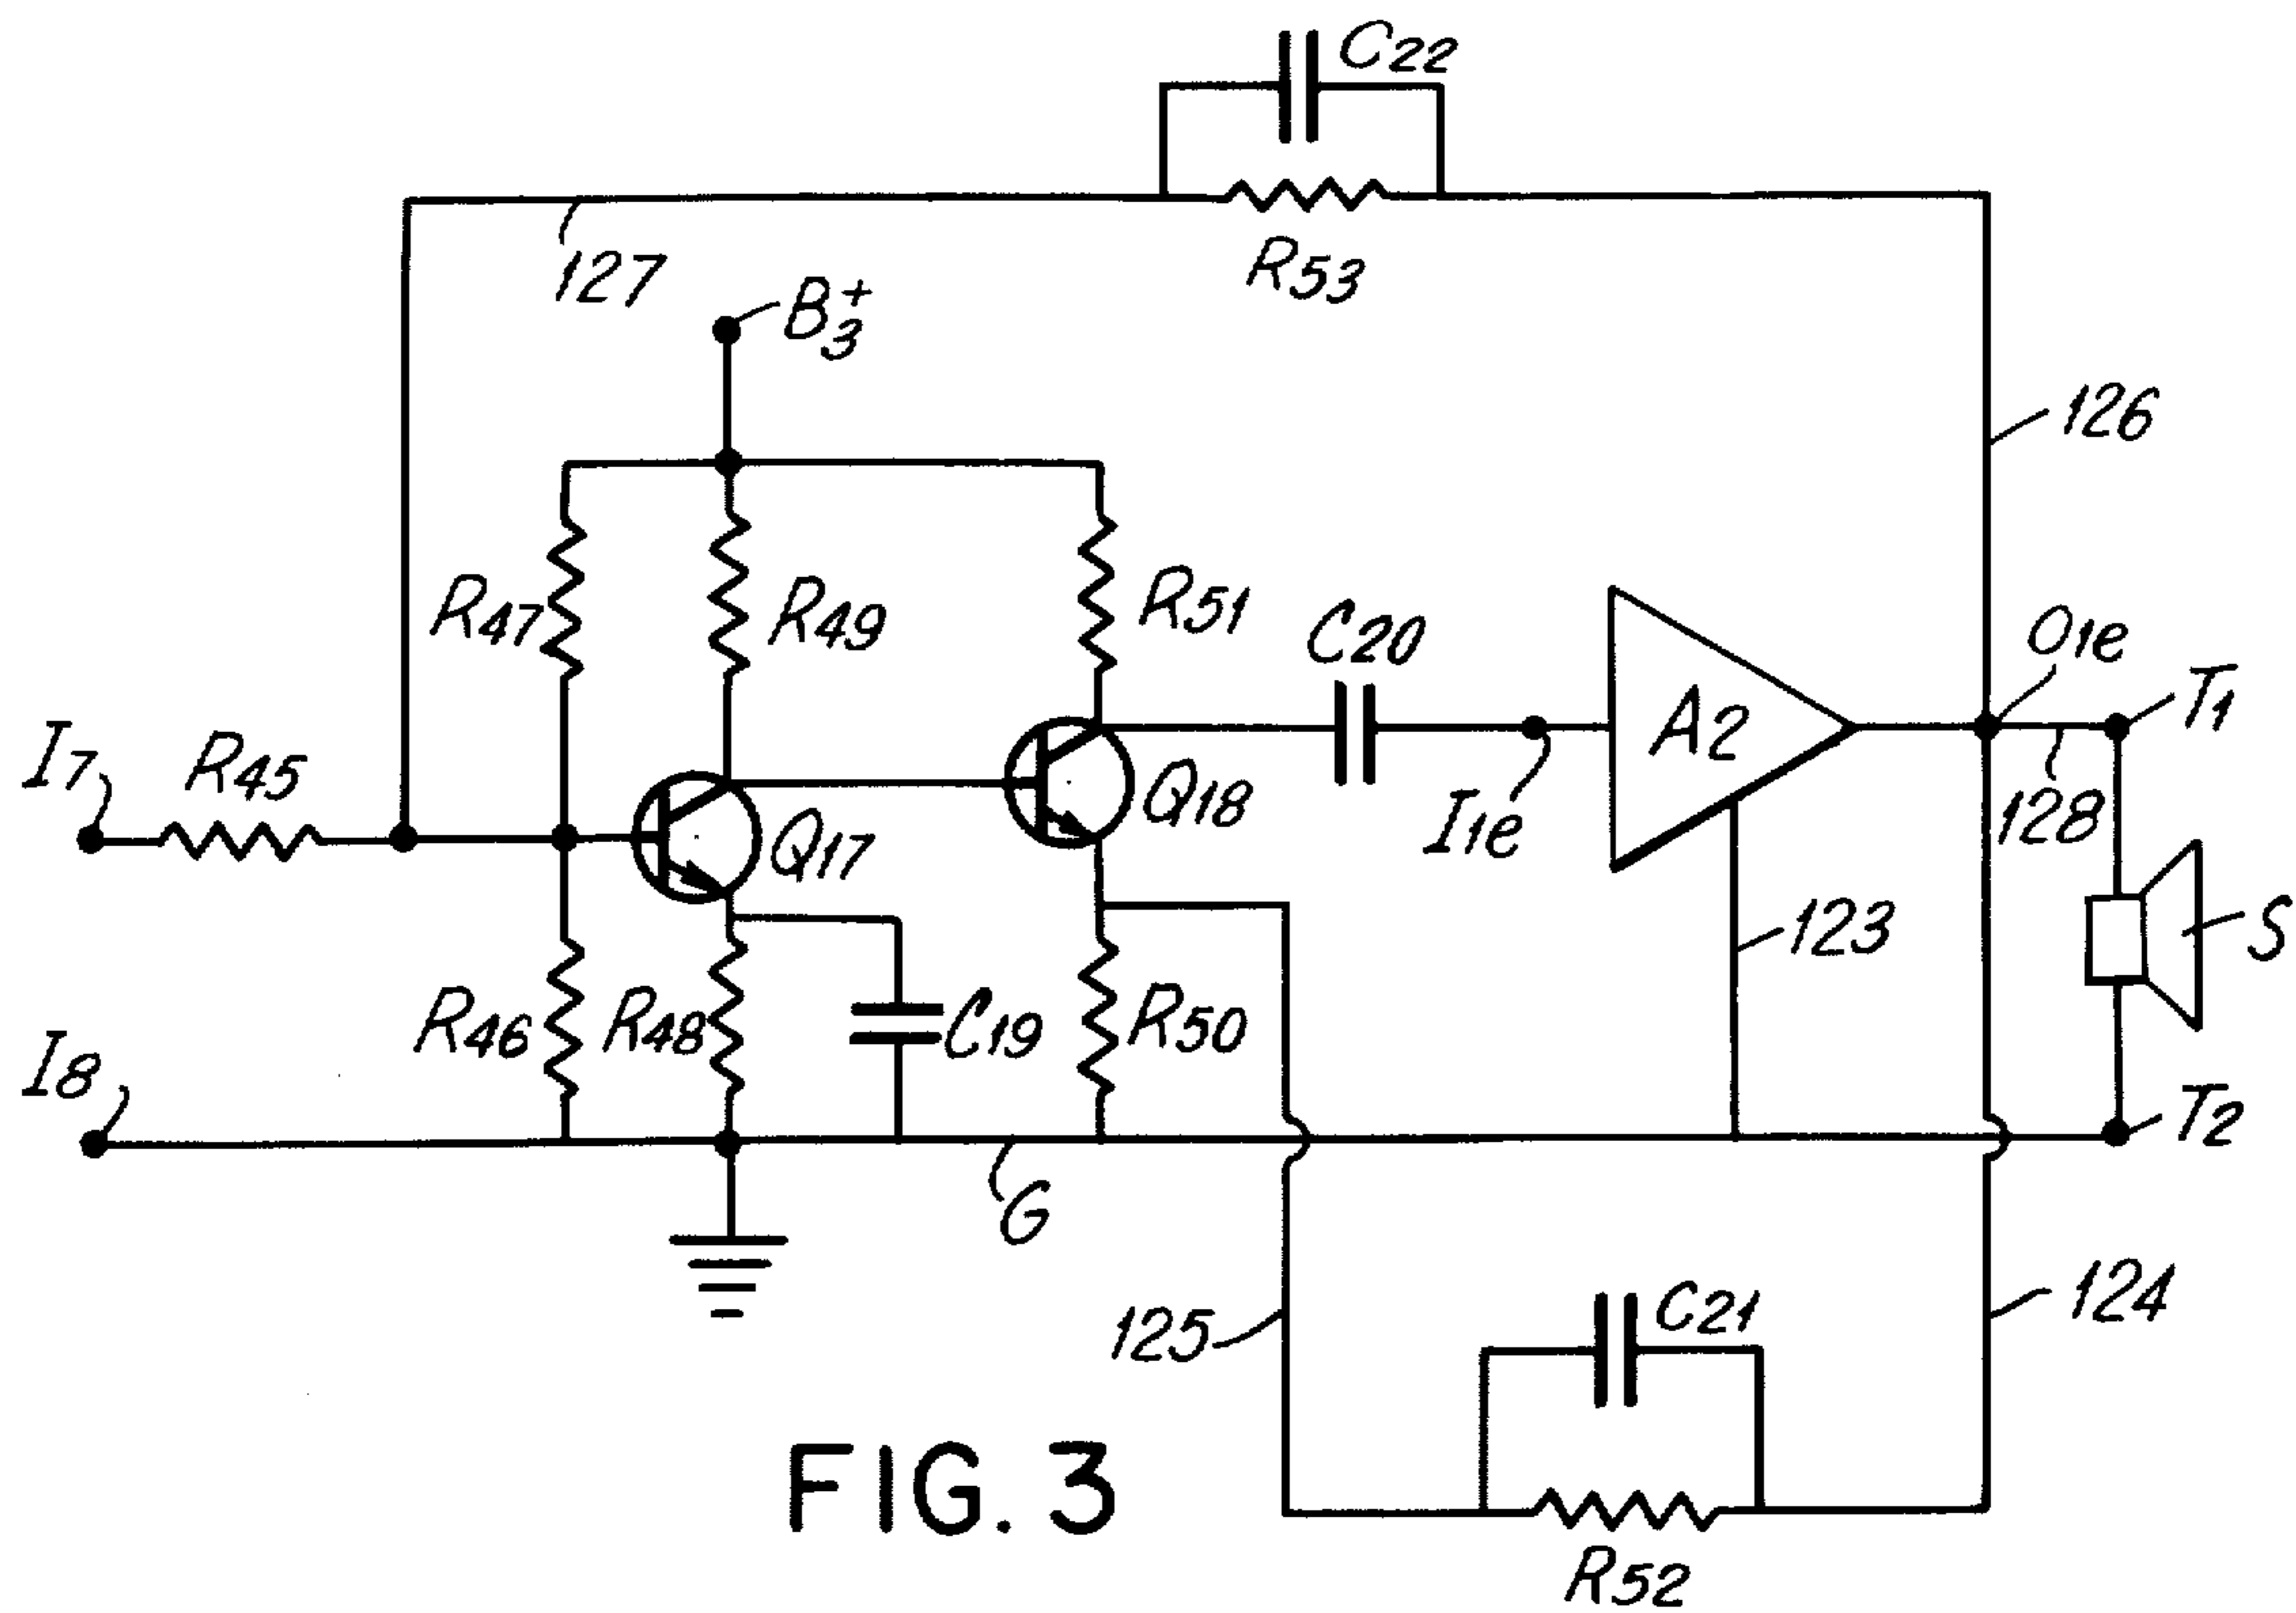 C22
R53
127
B3+
126
R47
R49
R51
C20
O1e
T1
I7
R45
Q17
Q18
I1e
A2
128
123
S
R46
R48
C19
R50
I8
T2
G
125
C21
124
FIG. 3
R52